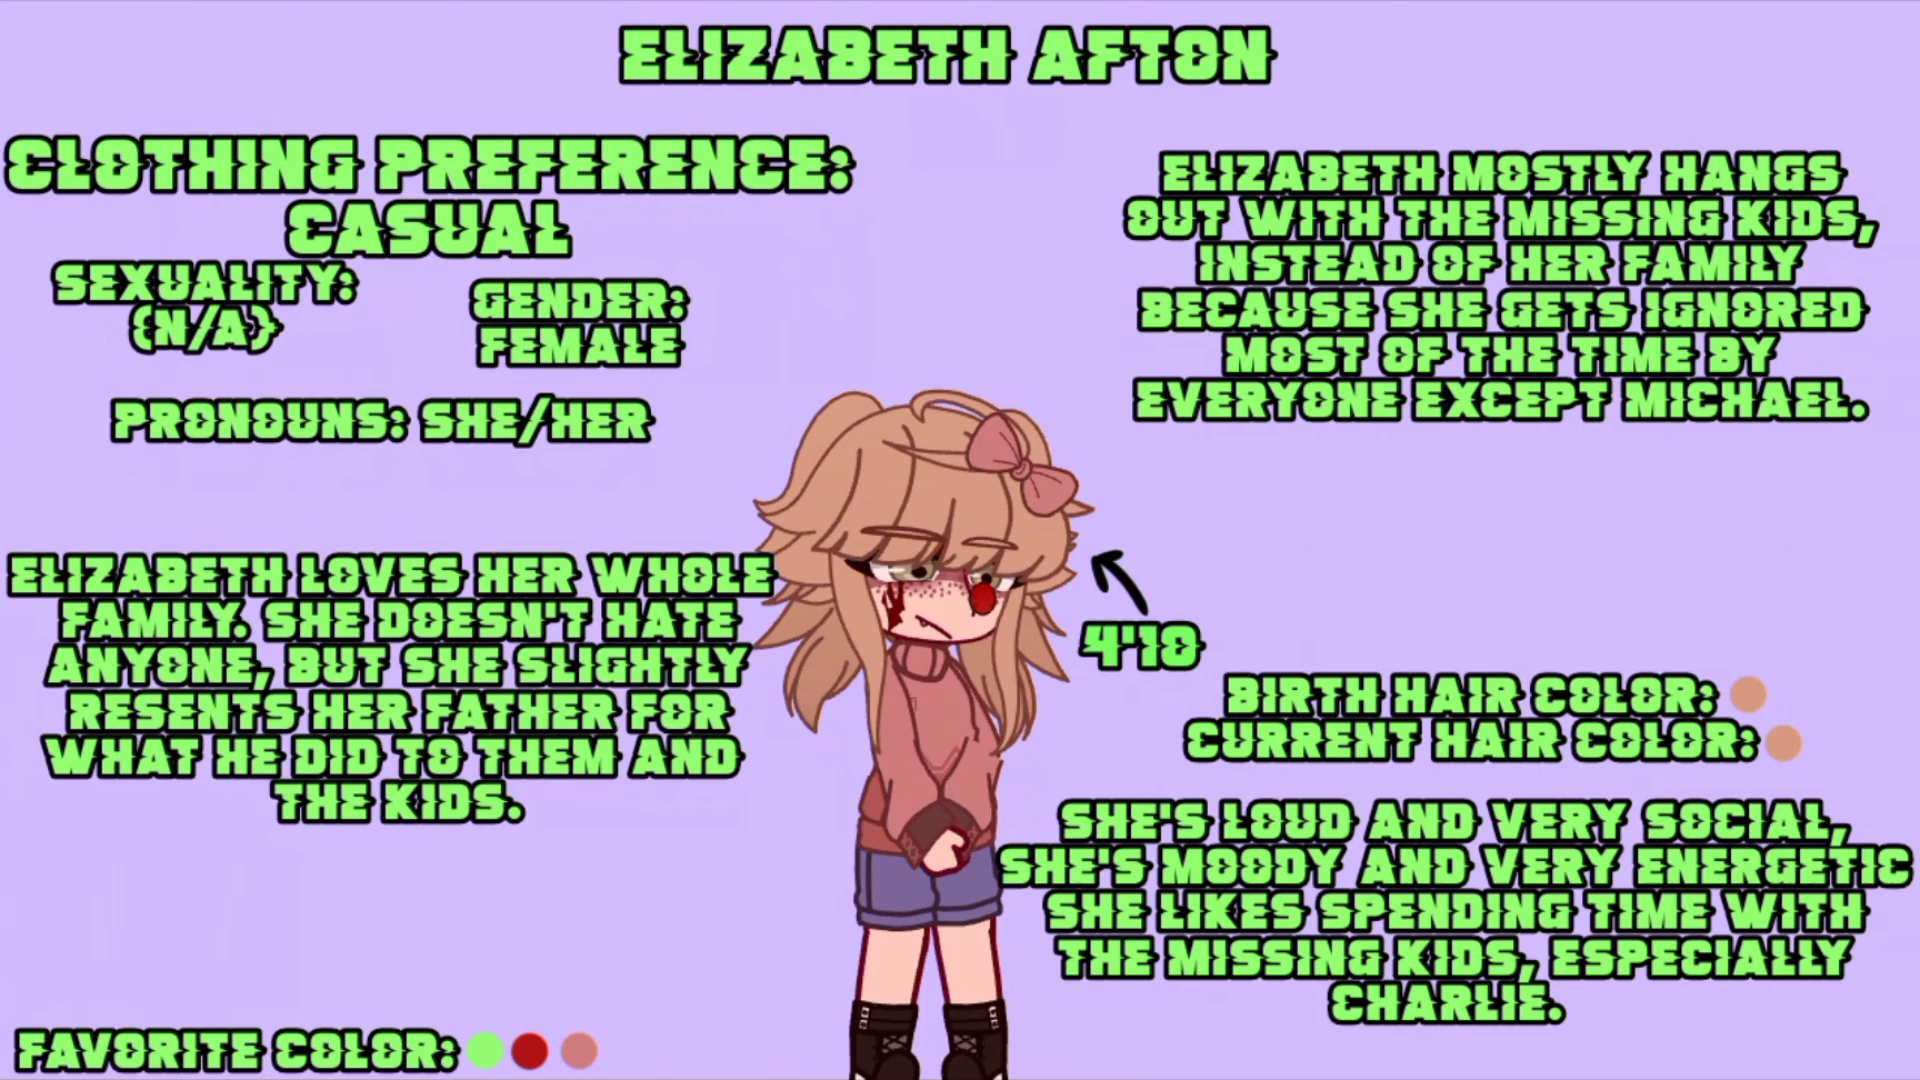 ELIZABETH AFTON
CLOTHING PREFERENCE:
CASUAL
SEXUALITY:
(N/A)
GENDER:
FEMALE
PRONOUNS: SHE/HER
ELIZABETH MOSTLY HANGS
OUT WITH THE MISSING KIDS,
INSTEAD OF HER FAMILY
BECAUSE SHE GETS IGNORED
MOST OF THE TIME BY
EVERYONE EXCEPT MICHAEL.
ELIZABETH LOVES HER WHOLE
FAMILY. SHE DOESN'T HATE
ANYONE, BUT SHE SLIGHTLY
RESENTS HER FATHER FOR
WHAT HE DID TO THEM AND
THE KIDS.
4'10
BIRTH HAIR COLOR:
CURRENT HAIR COLOR:
SHE'S LOUD AND VERY SOCIAL,
SHE'S MOODY AND VERY ENERGETIC
SHE LIKES SPENDING TIME WITH
THE MISSING KIDS, ESPECIALLY
CHARLIE.
FAVORITE COLOR: